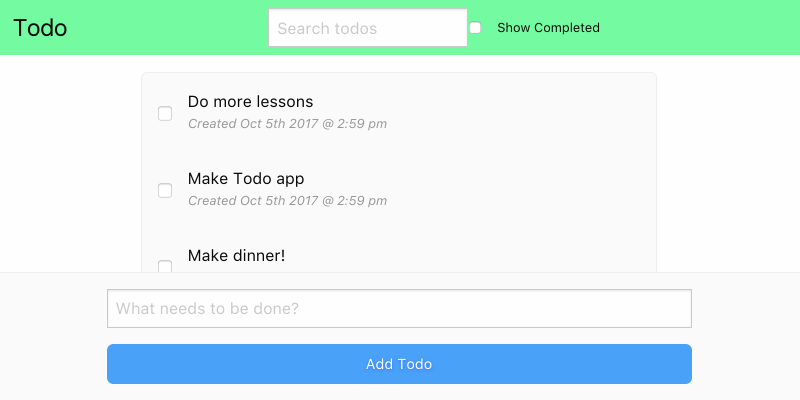 Todo
Search todos
Show Completed
Do more lessons
Created Oct 5th 2017 @ 2:59 pm
Make Todo app
Created Oct 5th 2017 @ 2:59 pm
Make dinner!
What needs to be done?
Add Todo